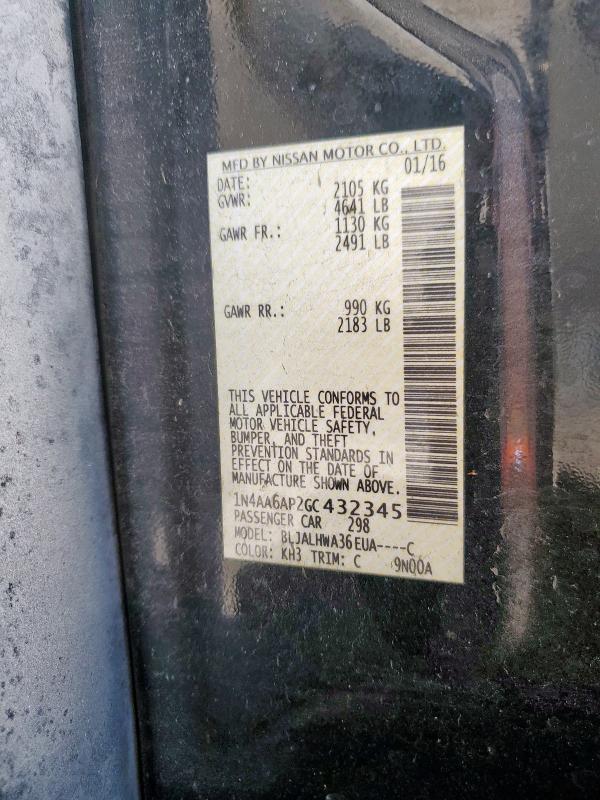 MFD BY NISSAN MOTOR CO., LTD.
DATE: 01/16
GVWR: 2105 KG
4641 LB
GAWR FR.: 1130 KG
2491 LB
GAWR RR.: 990 KG
2183 LB
THIS VEHICLE CONFORMS TO
ALL APPLICABLE FEDERAL
MOTOR VEHICLE SAFETY,
BUMPER, AND THEFT
PREVENTION STANDARDS IN
EFFECT ON THE DATE OF
MANUFACTURE SHOWN ABOVE.
1N4AA6AP2GC432345
PASSENGER CAR 298
MODEL: BLJALHWA36EUA----C
COLOR: KH3 TRIM: C 9NQ0A